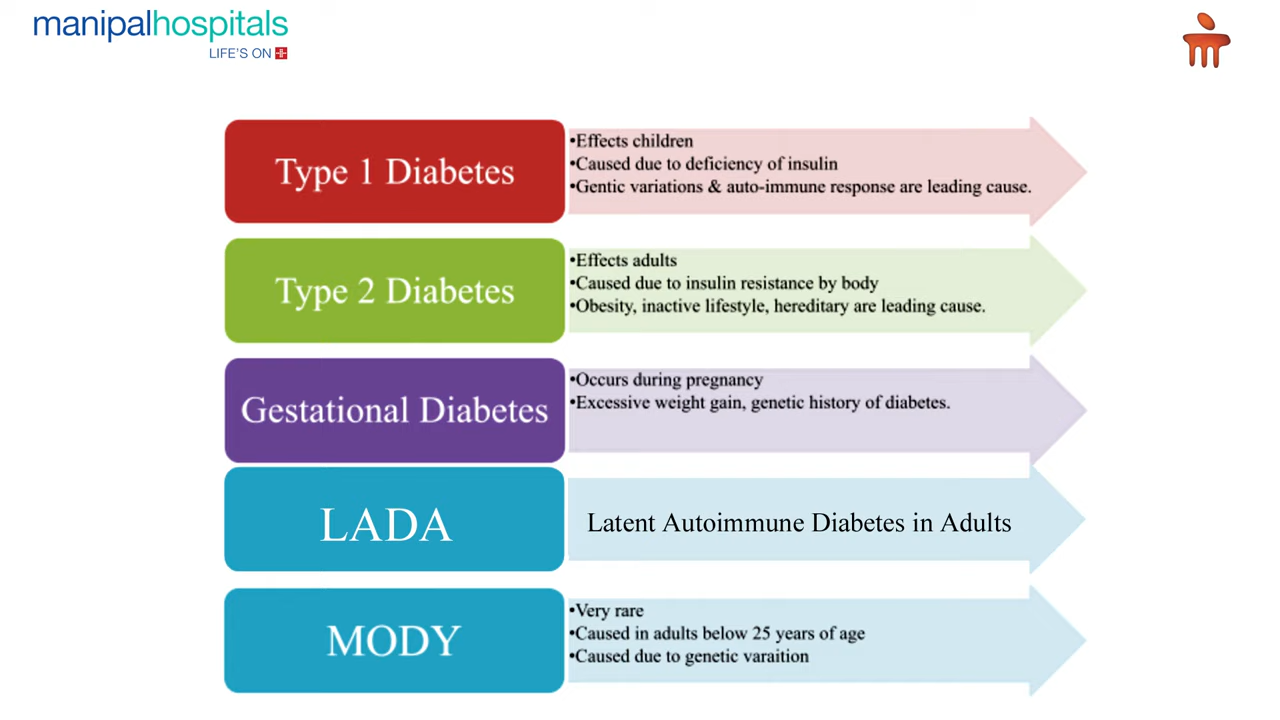 manipalhospitals
LIFE'S ON
Type 1 Diabetes
•Effects children
•Caused due to deficiency of insulin
•Gentic variations & auto-immune response are leading cause.
Type 2 Diabetes
•Effects adults
•Caused due to insulin resistance by body
•Obesity, inactive lifestyle, hereditary are leading cause.
Gestational Diabetes
•Occurs during pregnancy
•Excessive weight gain, genetic history of diabetes.
LADA
Latent Autoimmune Diabetes in Adults
MODY
•Very rare
•Caused in adults below 25 years of age
•Caused due to genetic varaition